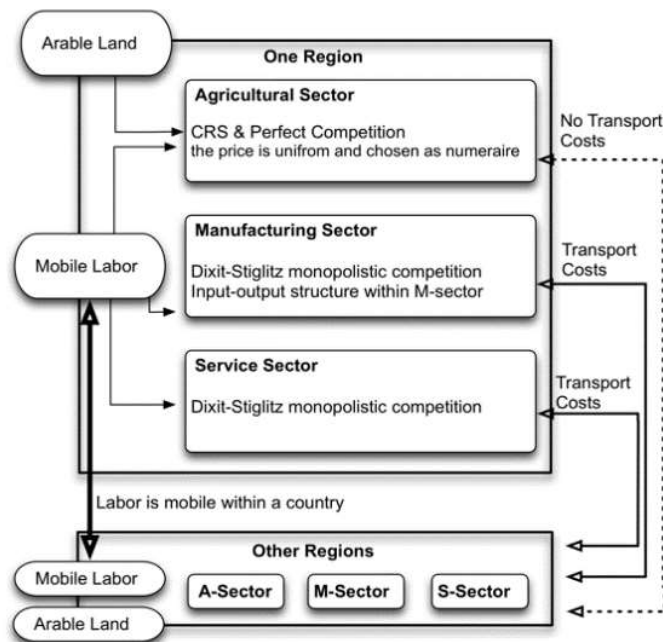 Arable Land
One Region
Agricultural Sector
CRS & Perfect Competition
the price is unifrom and chosen as numeraire
No Transport
Costs
Manufacturing Sector
Dixit-Stiglitz monopolistic competition
Input-output structure within M-sector
Mobile Labor
Transport
Costs
Service Sector
Dixit-Stiglitz monopolistic competition
Transport
Costs
Labor is mobile within a country
Other Regions
Mobile Labor
A-Sector
M-Sector
S-Sector
Arable Land